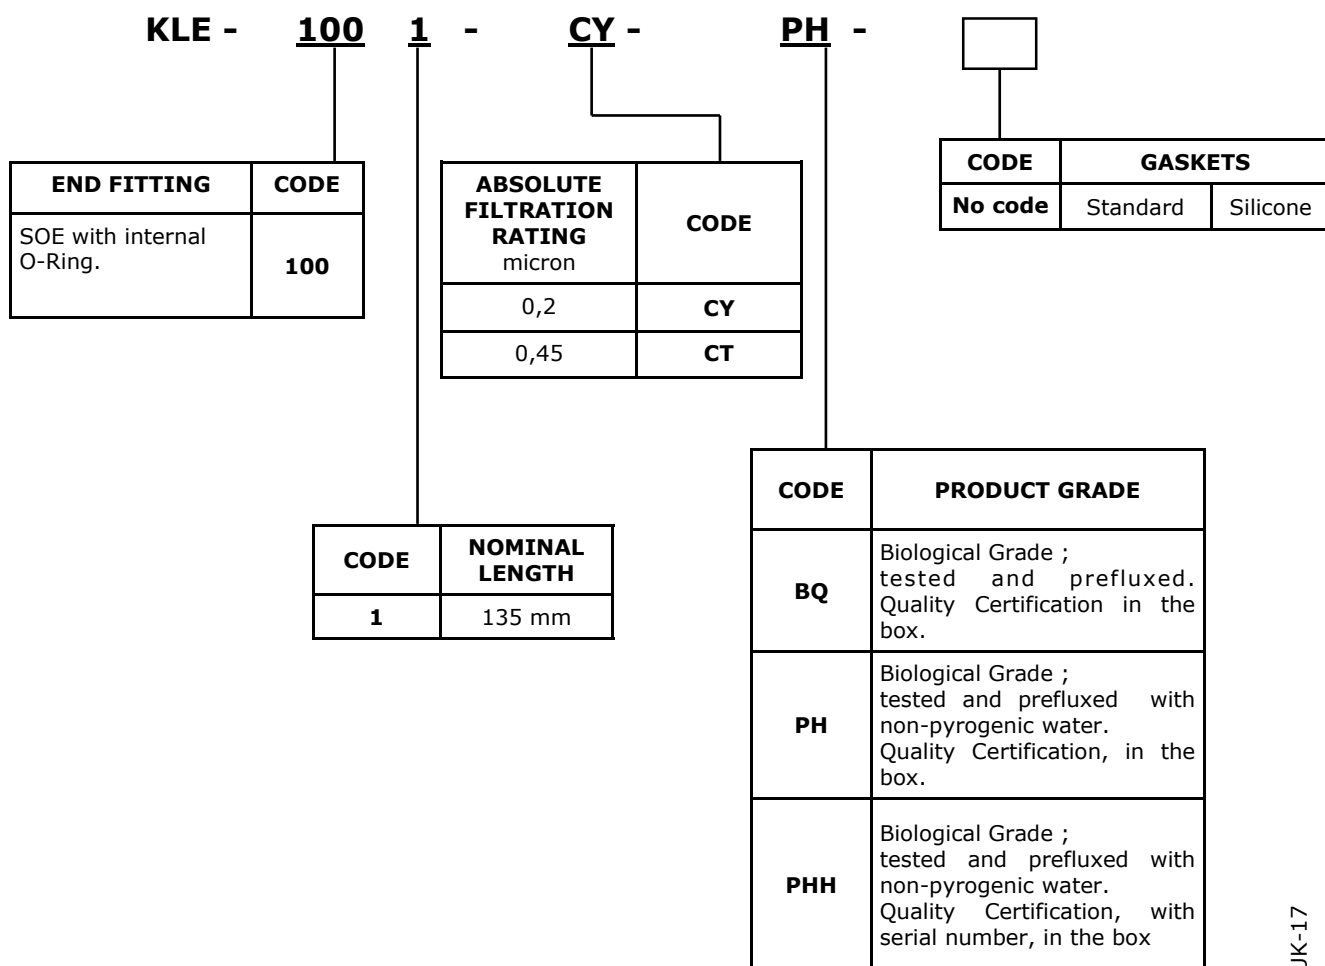 KLE - 100 1 - CY - PH -
END FITTING CODE
SOE with internal
O-Ring.
100
ABSOLUTE
FILTRATION
RATING
micron
CODE
0,2 CY
0,45 CT
CODE GASKETS
No code Standard Silicone
CODE NOMINAL
LENGTH
1 135 mm
CODE PRODUCT GRADE
BQ
Biological Grade ;
tested and prefluxed.
Quality Certification in the
box.
PH
Biological Grade ;
tested and prefluxed with
non-pyrogenic water.
Quality Certification, in the
box.
PHH
Biological Grade ;
tested and prefluxed with
non-pyrogenic water.
Quality Certification, with
serial number, in the box
UK-17